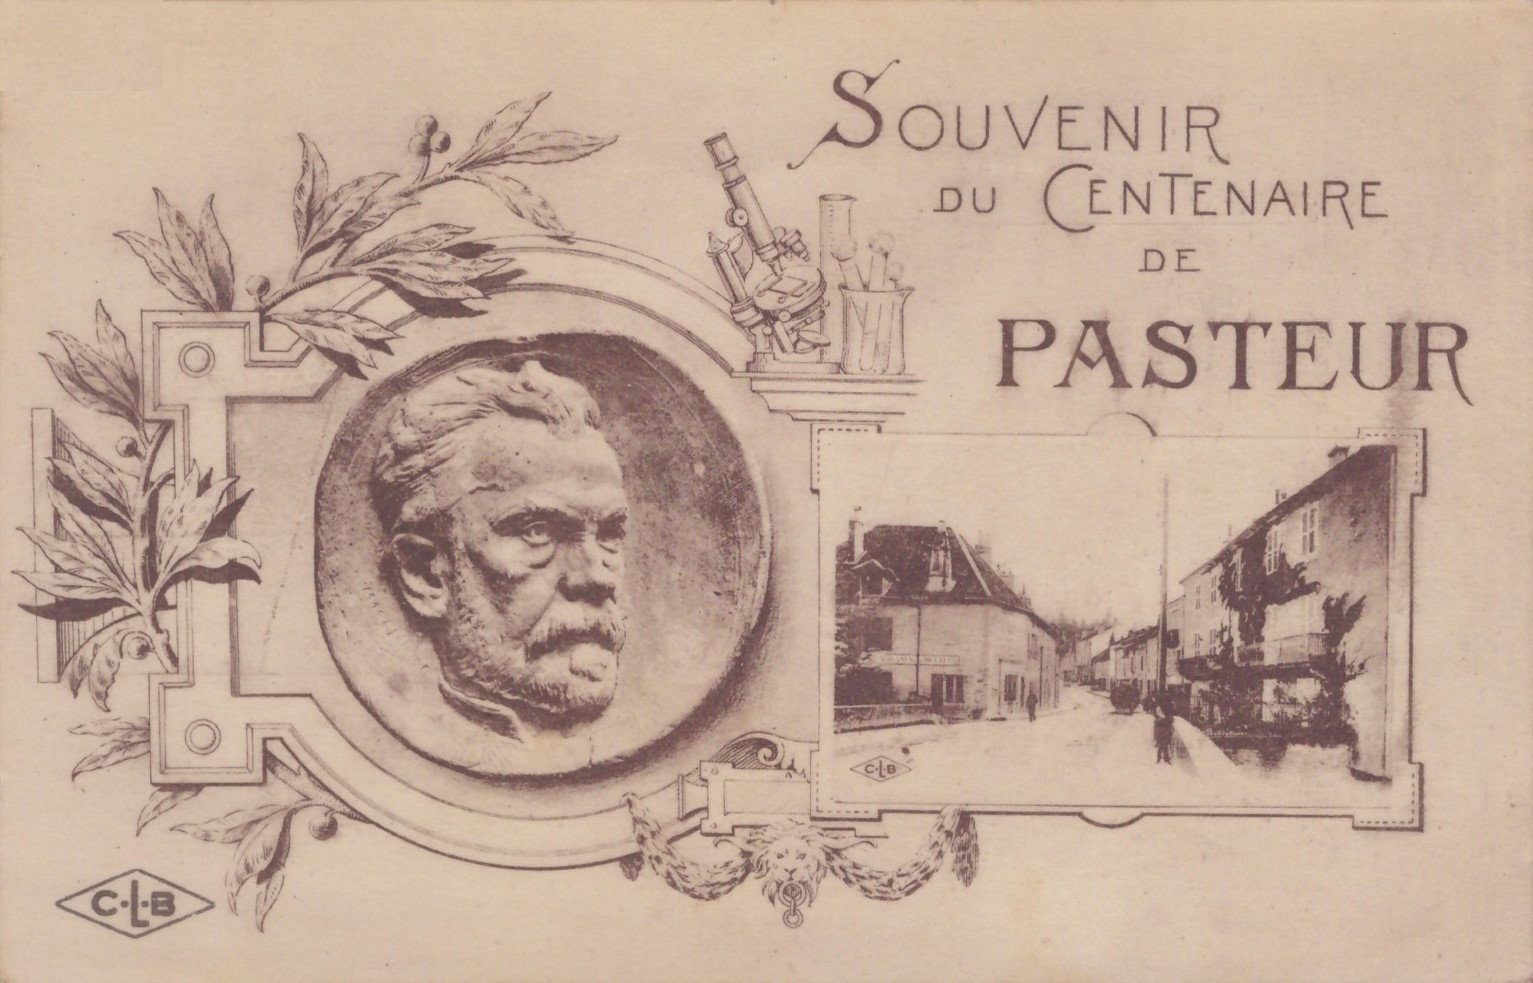 SOUVENIR
DU CENTENAIRE
DE
PASTEUR
C·L·B
C·L·B